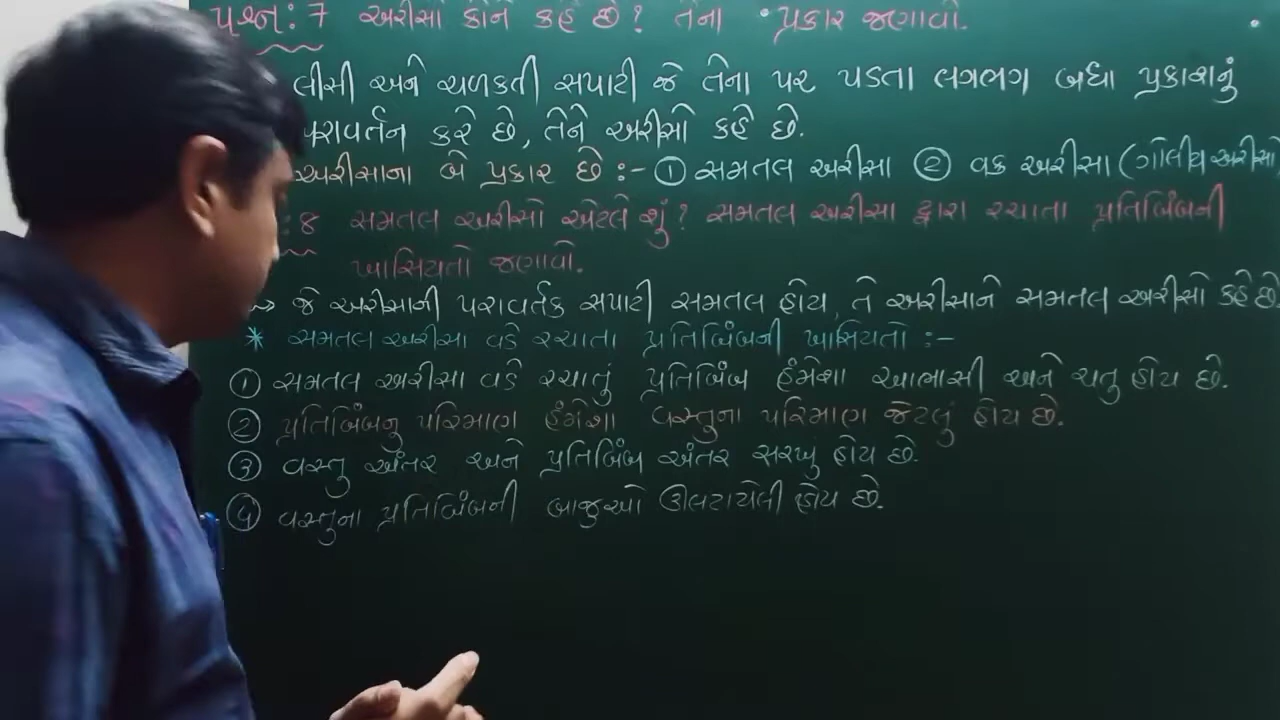 પ્રશ્ન: 7 અરીસો કોને કહે છે? તેના પ્રકાર જણાવો.
લીસી અને ચળકતી સપાટી જે તેના પર પડતા લગભગ બધા પ્રકાશનું
પરાવર્તન કરે છે, તેને અરીસો કહે છે.
અરીસાના બે પ્રકાર છે :- ① સમતલ અરીસા ② વક્ર અરીસા (ગોલીય અરીસા)
: 8 સમતલ અરીસો એટલે શું? સમતલ અરીસા દ્વારા રચાતા પ્રતિબિંબની
ખાસિયતો જણાવો.
→ જે અરીસાની પરાવર્તક સપાટી સમતલ હોય, તે અરીસાને સમતલ અરીસો કહે છે
* સમતલ અરીસા વડે રચાતા પ્રતિબિંબની ખાસિયતો :-
① સમતલ અરીસા વડે રચાતું પ્રતિબિંબ હંમેશા આભાસી અને ચતુ હોય છે.
② પ્રતિબિંબનુ પરિમાણ હંમેશા વસ્તુના પરિમાણ જેટલું હોય છે.
③ વસ્તુ અંતર અને પ્રતિબિંબ અંતર સરખુ હોય છે.
④ વસ્તુના પ્રતિબિંબની બાજુઓ ઊલટાયેલી હોય છે.